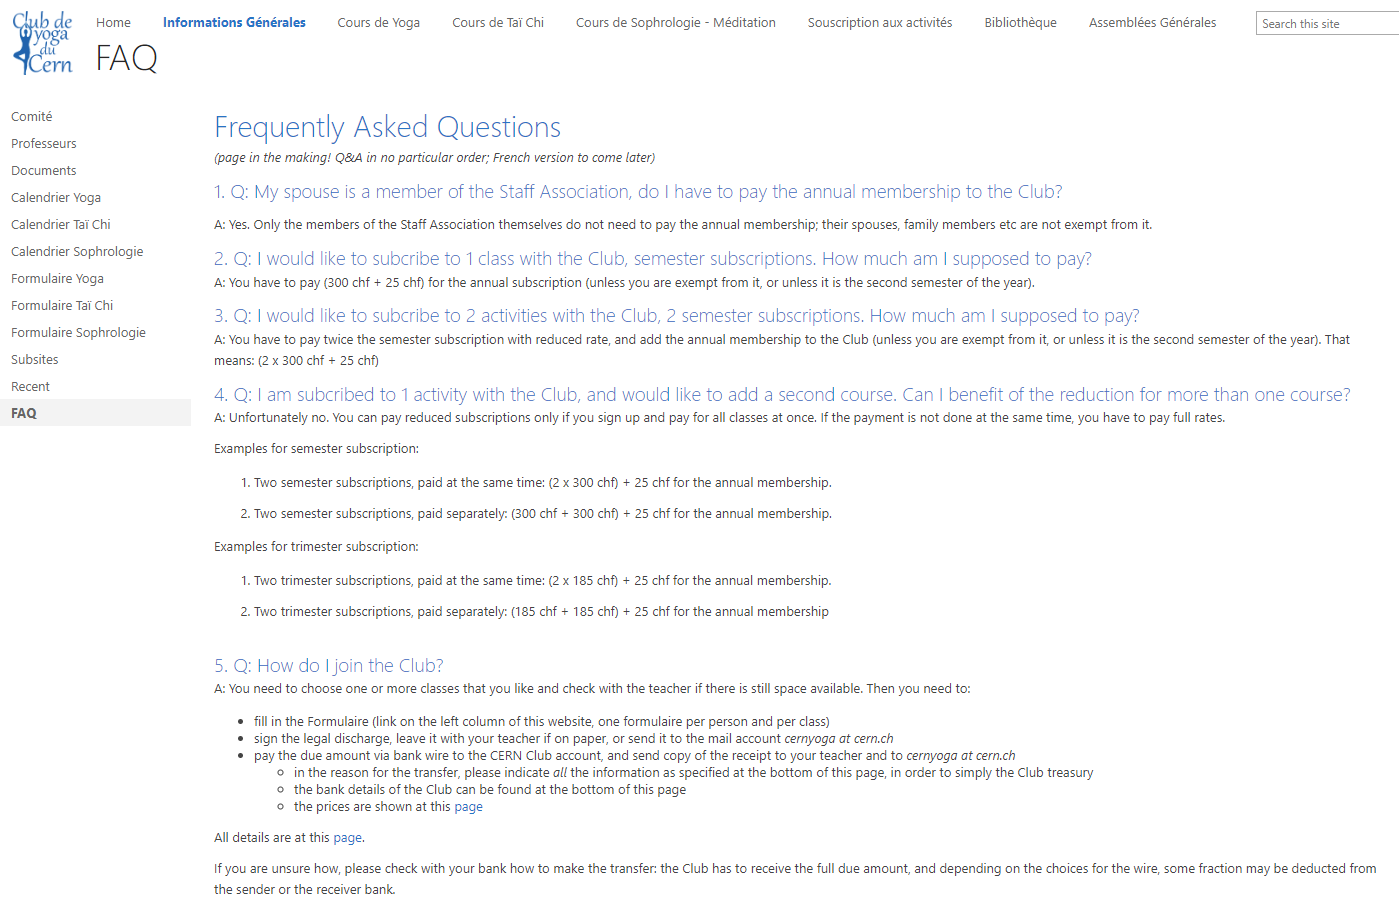 Club de
yoga
du
Cern
Home
Informations Générales
Cours de Yoga
Cours de Taï Chi
Cours de Sophrologie - Méditation
Souscription aux activités
Bibliothèque
Assemblées Générales
Search this site
FAQ
Comité
Professeurs
Documents
Calendrier Yoga
Calendrier Taï Chi
Calendrier Sophrologie
Formulaire Yoga
Formulaire Taï Chi
Formulaire Sophrologie
Subsites
Recent
FAQ
Frequently Asked Questions
(page in the making! Q&A in no particular order; French version to come later)
1. Q: My spouse is a member of the Staff Association, do I have to pay the annual membership to the Club?
A: Yes. Only the members of the Staff Association themselves do not need to pay the annual membership; their spouses, family members etc are not exempt from it.
2. Q: I would like to subcribe to 1 class with the Club, semester subscriptions. How much am I supposed to pay?
A: You have to pay (300 chf + 25 chf) for the annual subscription (unless you are exempt from it, or unless it is the second semester of the year).
3. Q: I would like to subcribe to 2 activities with the Club, 2 semester subscriptions. How much am I supposed to pay?
A: You have to pay twice the semester subscription with reduced rate, and add the annual membership to the Club (unless you are exempt from it, or unless it is the second semester of the year). That
means: (2 x 300 chf + 25 chf)
4. Q: I am subcribed to 1 activity with the Club, and would like to add a second course. Can I benefit of the reduction for more than one course?
A: Unfortunately no. You can pay reduced subscriptions only if you sign up and pay for all classes at once. If the payment is not done at the same time, you have to pay full rates.
Examples for semester subscription:
1. Two semester subscriptions, paid at the same time: (2 x 300 chf) + 25 chf for the annual membership.
2. Two semester subscriptions, paid separately: (300 chf + 300 chf) + 25 chf for the annual membership.
Examples for trimester subscription:
1. Two trimester subscriptions, paid at the same time: (2 x 185 chf) + 25 chf for the annual membership.
2. Two trimester subscriptions, paid separately: (185 chf + 185 chf) + 25 chf for the annual membership
5. Q: How do I join the Club?
A: You need to choose one or more classes that you like and check with the teacher if there is still space available. Then you need to:
• fill in the Formulaire (link on the left column of this website, one formulaire per person and per class)
• sign the legal discharge, leave it with your teacher if on paper, or send it to the mail account cernyoga at cern.ch
• pay the due amount via bank wire to the CERN Club account, and send copy of the receipt to your teacher and to cernyoga at cern.ch
○ in the reason for the transfer, please indicate all the information as specified at the bottom of this page, in order to simply the Club treasury
○ the bank details of the Club can be found at the bottom of this page
○ the prices are shown at this page
All details are at this page.
If you are unsure how, please check with your bank how to make the transfer: the Club has to receive the full due amount, and depending on the choices for the wire, some fraction may be deducted from
the sender or the receiver bank.